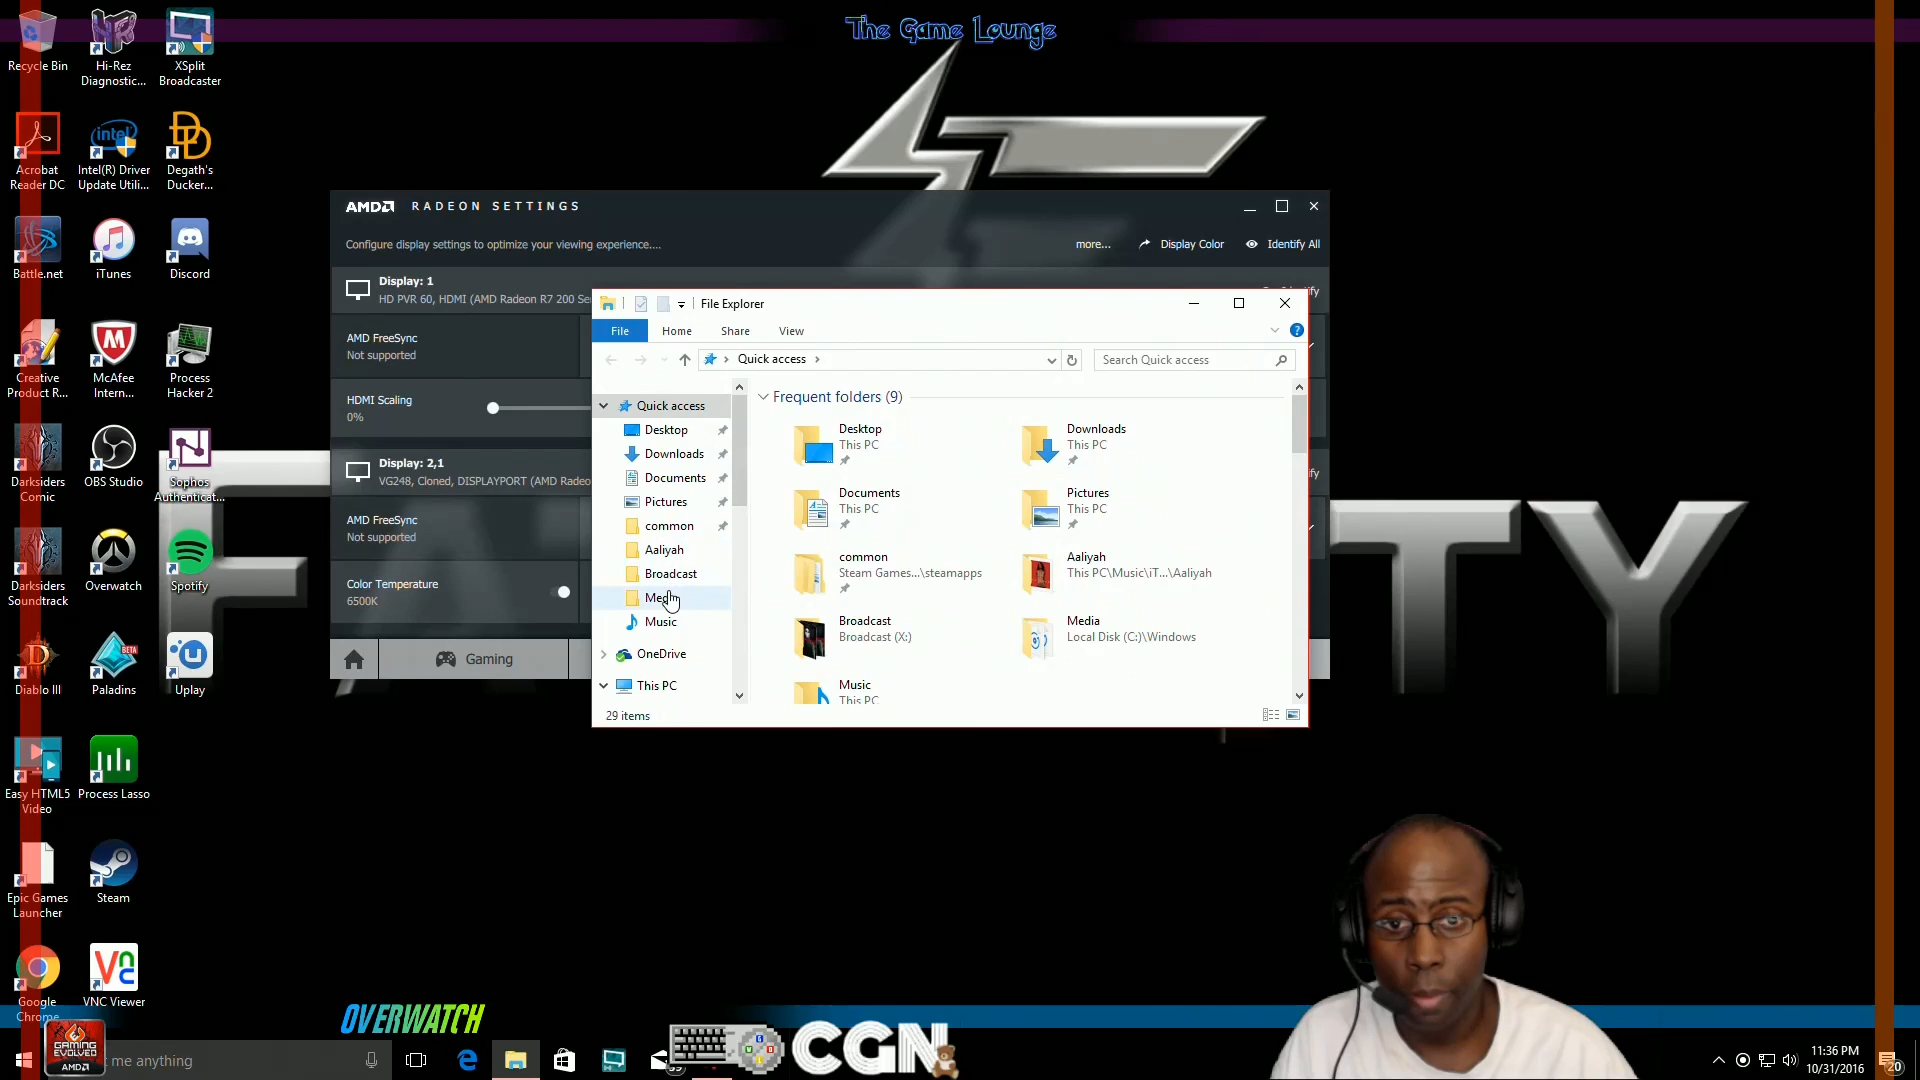 The Game Lounge
Recycle Bin
Hi-Rez
Diagnostic...
XSplit
Broadcaster
Acrobat
Reader DC
intel
Intel(R) Driver
Update Utili...
DD
Degath's
Ducker...
Battle.net
iTunes
Discord
Creative
Product R...
McAfee
Intern...
Process
Hacker 2
Darksiders
Comic
OBS Studio
Sophos
Authenticat...
Darksiders
Soundtrack
Overwatch
Spotify
Diablo III
BETA
Paladins
Uplay
Easy HTML5
Video
Process Lasso
Epic Games
Launcher
Steam
Google
Chrome
VNC Viewer
AMD RADEON SETTINGS
Configure display settings to optimize your viewing experience....
more...
Display Color
Identify All
Display: 1
HD PVR 60, HDMI (AMD Radeon R7 200 Se
AMD FreeSync
Not supported
HDMI Scaling
0%
Display: 2,1
VG248, Cloned, DISPLAYPORT (AMD Radeo
AMD FreeSync
Not supported
Color Temperature
6500K
Gaming
File Explorer
File
Home
Share
View
Quick access
Search Quick access
Quick access
Desktop
Downloads
Documents
Pictures
common
Aaliyah
Broadcast
Music
OneDrive
This PC
29 items
Frequent folders (9)
Desktop
This PC
Downloads
This PC
Documents
This PC
Pictures
This PC
common
Steam Games...\steamapps
Aaliyah
This PC\Music\iT...\Aaliyah
Broadcast
Broadcast (X:)
Media
Local Disk (C:)\Windows
Music
This PC
F
TY
OVERWATCH
GAMING
EVOLVED
AMD
me anything
CGN
11:36 PM
10/31/2016
20